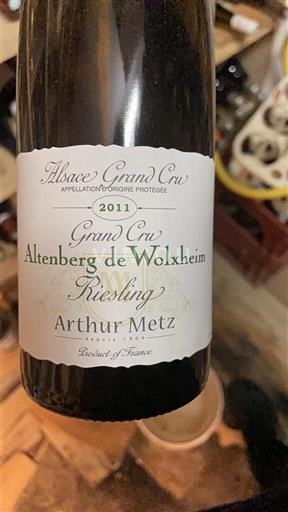 Alsace Grand Cru
APPELLATION D'ORIGINE PROTÉGÉE
2011
Grand Cru
Altenberg de Wolxheim
Riesling
Arthur Metz
depuis 1904
Product of France